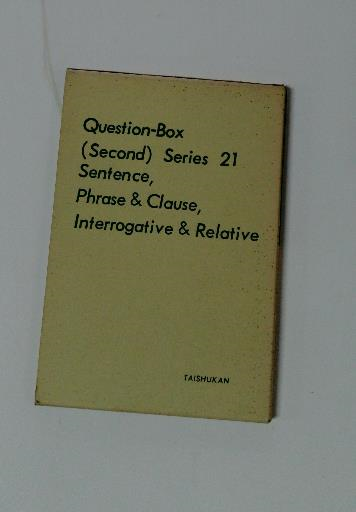 Question-Box
(Second) Series 21
Sentence,
Phrase & Clause,
Interrogative & Relative
TAISHUKAN